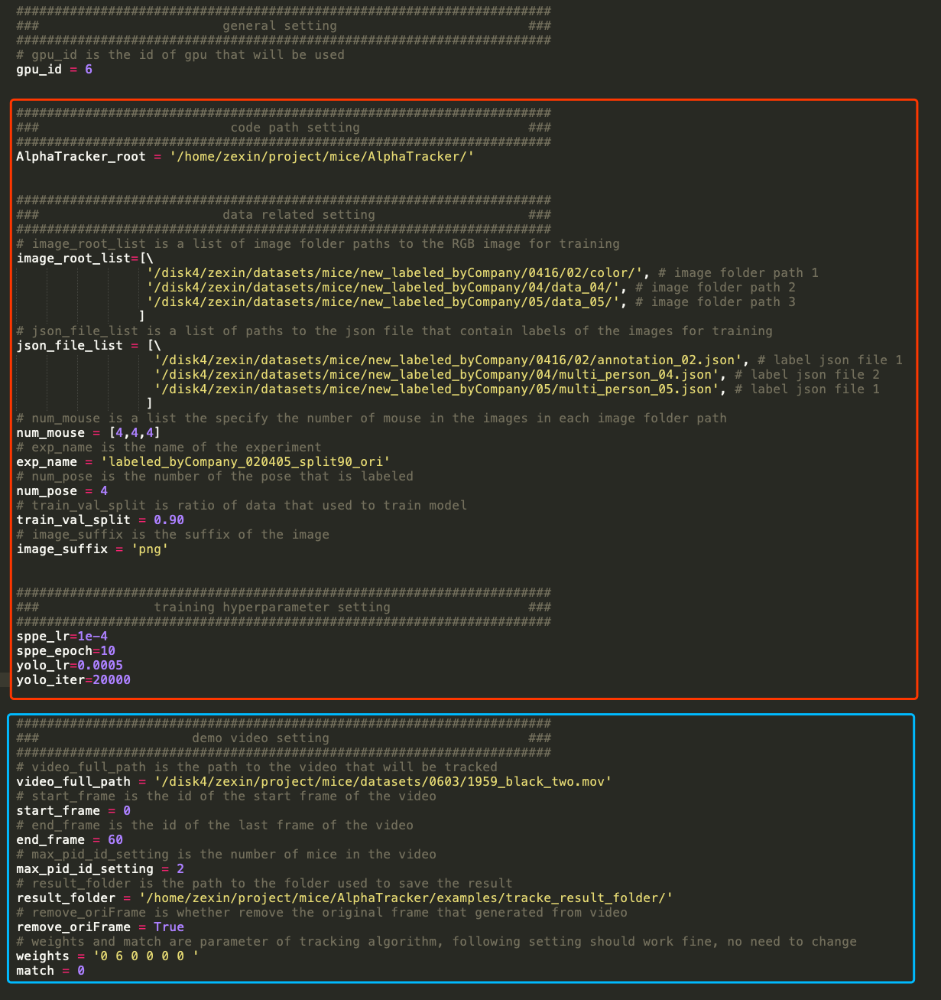 ######################################################################
###                        general setting                         ###
######################################################################
# gpu_id is the id of gpu that will be used
gpu_id = 6
######################################################################
###                         code path setting                      ###
######################################################################
AlphaTracker_root = '/home/zexin/project/mice/AlphaTracker/'
######################################################################
###                        data related setting                    ###
######################################################################
# image_root_list is a list of image folder paths to the RGB image for training
image_root_list=[\
                 '/disk4/zexin/datasets/mice/new_labeled_byCompany/0416/02/color/', # image folder path 1
                 '/disk4/zexin/datasets/mice/new_labeled_byCompany/04/data_04/', # image folder path 2
                 '/disk4/zexin/datasets/mice/new_labeled_byCompany/05/data_05/', # image folder path 3
                ]
# json_file_list is a list of paths to the json file that contain labels of the images for training
json_file_list = [\
                  '/disk4/zexin/datasets/mice/new_labeled_byCompany/0416/02/annotation_02.json', # label json file 1
                  '/disk4/zexin/datasets/mice/new_labeled_byCompany/04/multi_person_04.json', # label json file 2
                  '/disk4/zexin/datasets/mice/new_labeled_byCompany/05/multi_person_05.json', # label json file 1
                 ]
# num_mouse is a list the specify the number of mouse in the images in each image folder path
num_mouse = [4,4,4]
# exp_name is the name of the experiment
exp_name = 'labeled_byCompany_020405_split90_ori'
# num_pose is the number of the pose that is labeled
num_pose = 4
# train_val_split is ratio of data that used to train model
train_val_split = 0.90
# image_suffix is the suffix of the image
image_suffix = 'png'
######################################################################
###               training hyperparameter setting                  ###
######################################################################
sppe_lr=1e-4
sppe_epoch=10
yolo_lr=0.0005
yolo_iter=20000
######################################################################
###                    demo video setting                          ###
######################################################################
# video_full_path is the path to the video that will be tracked
video_full_path = '/disk4/zexin/project/mice/datasets/0603/1959_black_two.mov'
# start_frame is the id of the start frame of the video
start_frame = 0
# end_frame is the id of the last frame of the video
end_frame = 60
# max_pid_id_setting is the number of mice in the video
max_pid_id_setting = 2
# result_folder is the path to the folder used to save the result
result_folder = '/home/zexin/project/mice/AlphaTracker/examples/tracke_result_folder/'
# remove_oriFrame is whether remove the original frame that generated from video
remove_oriFrame = True
# weights and match are parameter of tracking algorithm, following setting should work fine, no need to change
weights = '0 6 0 0 0 0 '
match = 0